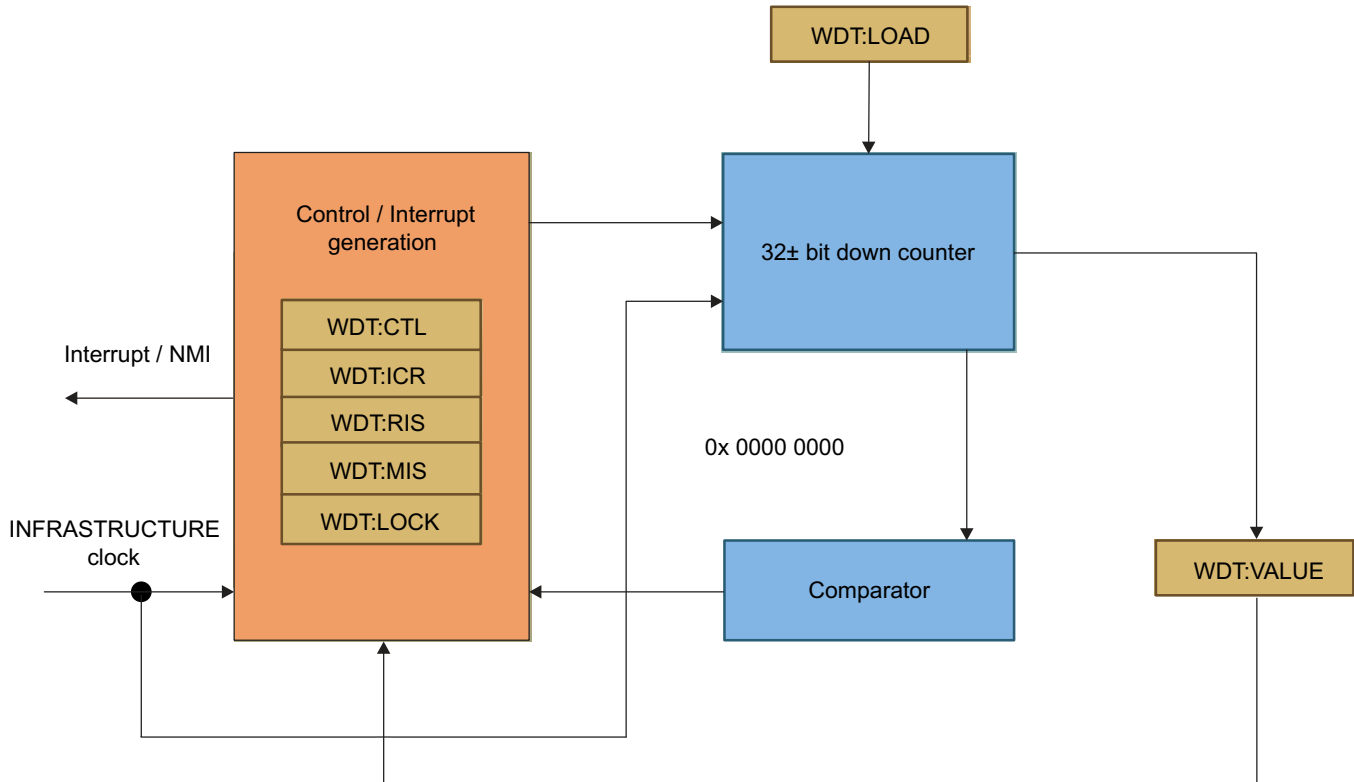 WDT:LOAD
Control / Interrupt
generation
32± bit down counter
WDT:CTL
Interrupt / NMI
WDT:ICR
WDT:RIS
0x 0000 0000
WDT:MIS
WDT:LOCK
INFRASTRUCTURE
clock
Comparator
WDT:VALUE